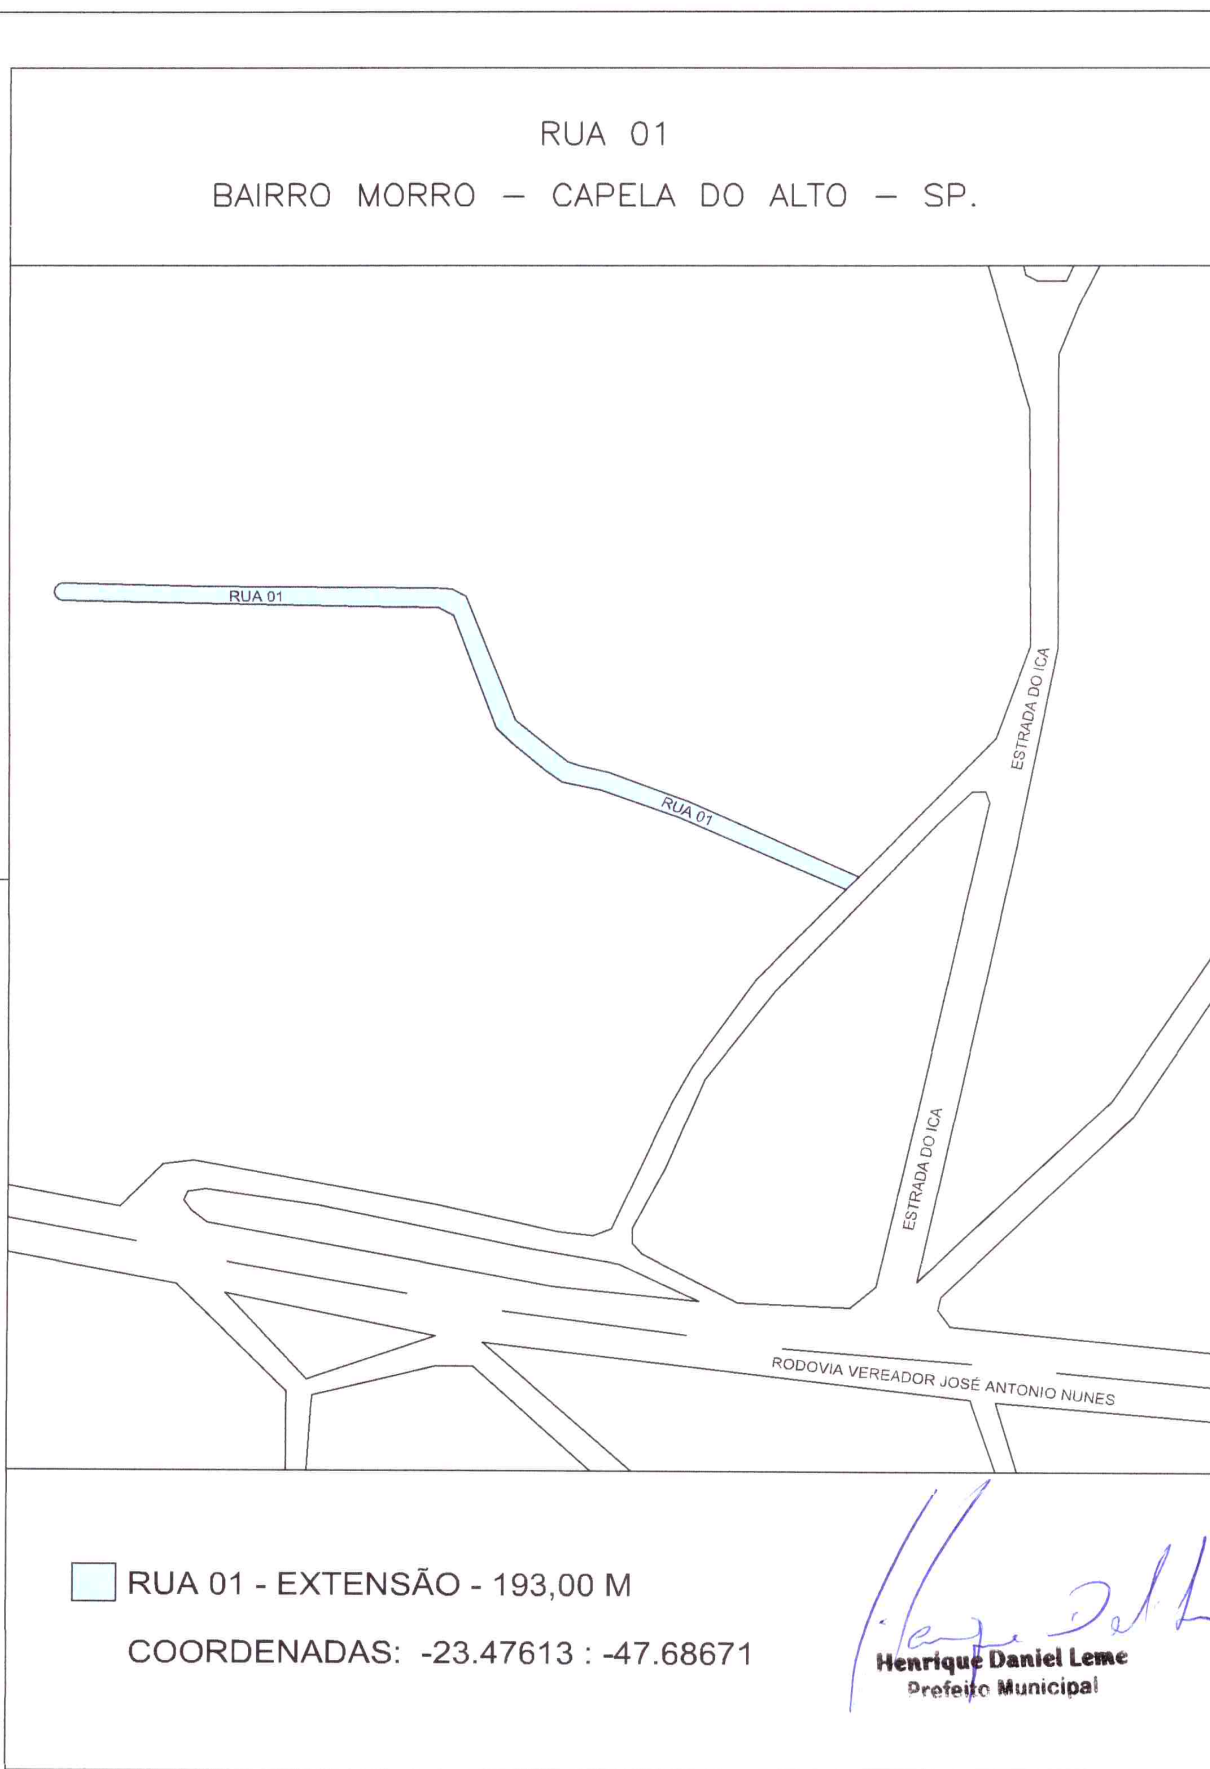 RUA 01
BAIRRO MORRO – CAPELA DO ALTO – SP.
RUA 01
ESTRADA DO ICA
RUA 01
ESTRADA DO ICA
RODOVIA VEREADOR JOSÉ ANTONIO NUNES
RUA 01 - EXTENSÃO - 193,00 M
COORDENADAS: -23.47613 : -47.68671
Henrique Daniel Leme
Prefeito Municipal